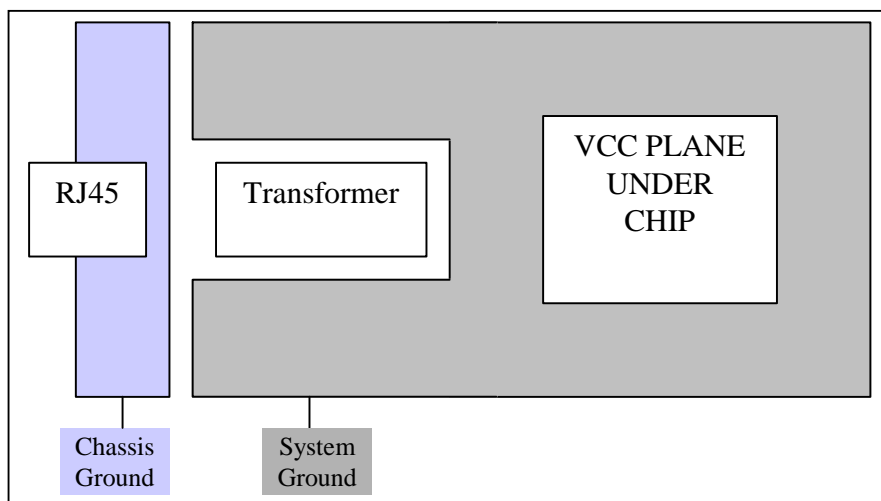 RJ45
Transformer
VCC PLANE
UNDER
CHIP
Chassis
Ground
System
Ground